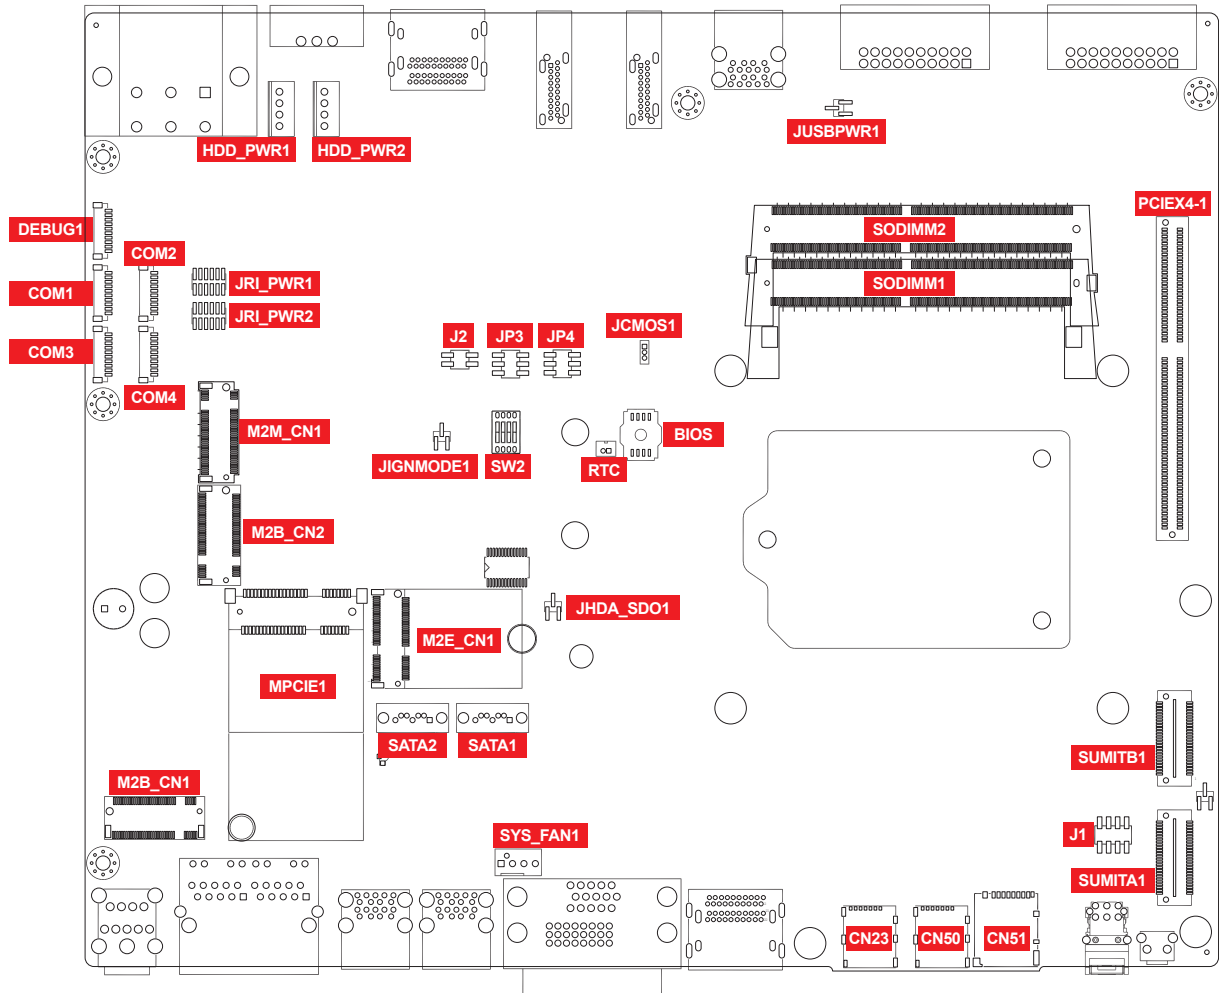 JUSBPWR1
HDD_PWR1
HDD_PWR2
PCIEX4-1
DEBUG1
SODIMM2
COM2
JRI_PWR1
SODIMM1
COM1
JRI_PWR2
JCMOS1
J2
JP3
JP4
COM3
COM4
M2M_CN1
BIOS
JIGNMODE1
SW2
RTC
M2B_CN2
JHDA_SDO1
M2E_CN1
MPCIE1
SATA2
SATA1
SUMITB1
M2B_CN1
SYS_FAN1
J1
SUMITA1
CN23
CN50
CN51